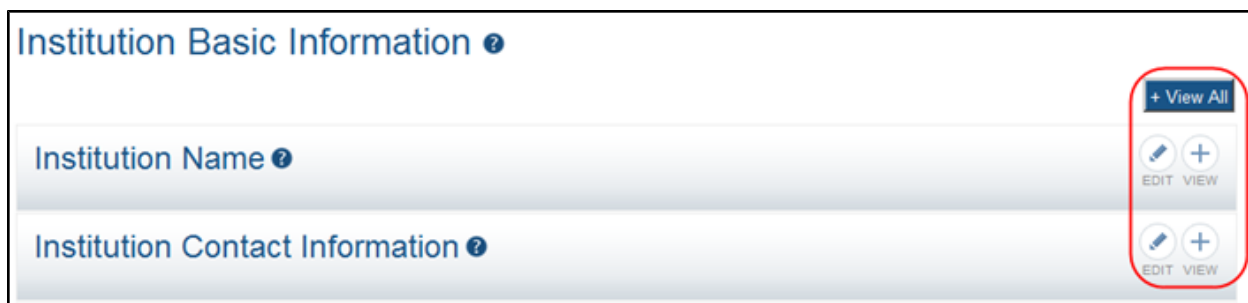 Institution Basic Information ?
+ View All
Institution Name ?
EDIT VIEW
Institution Contact Information ?
EDIT VIEW